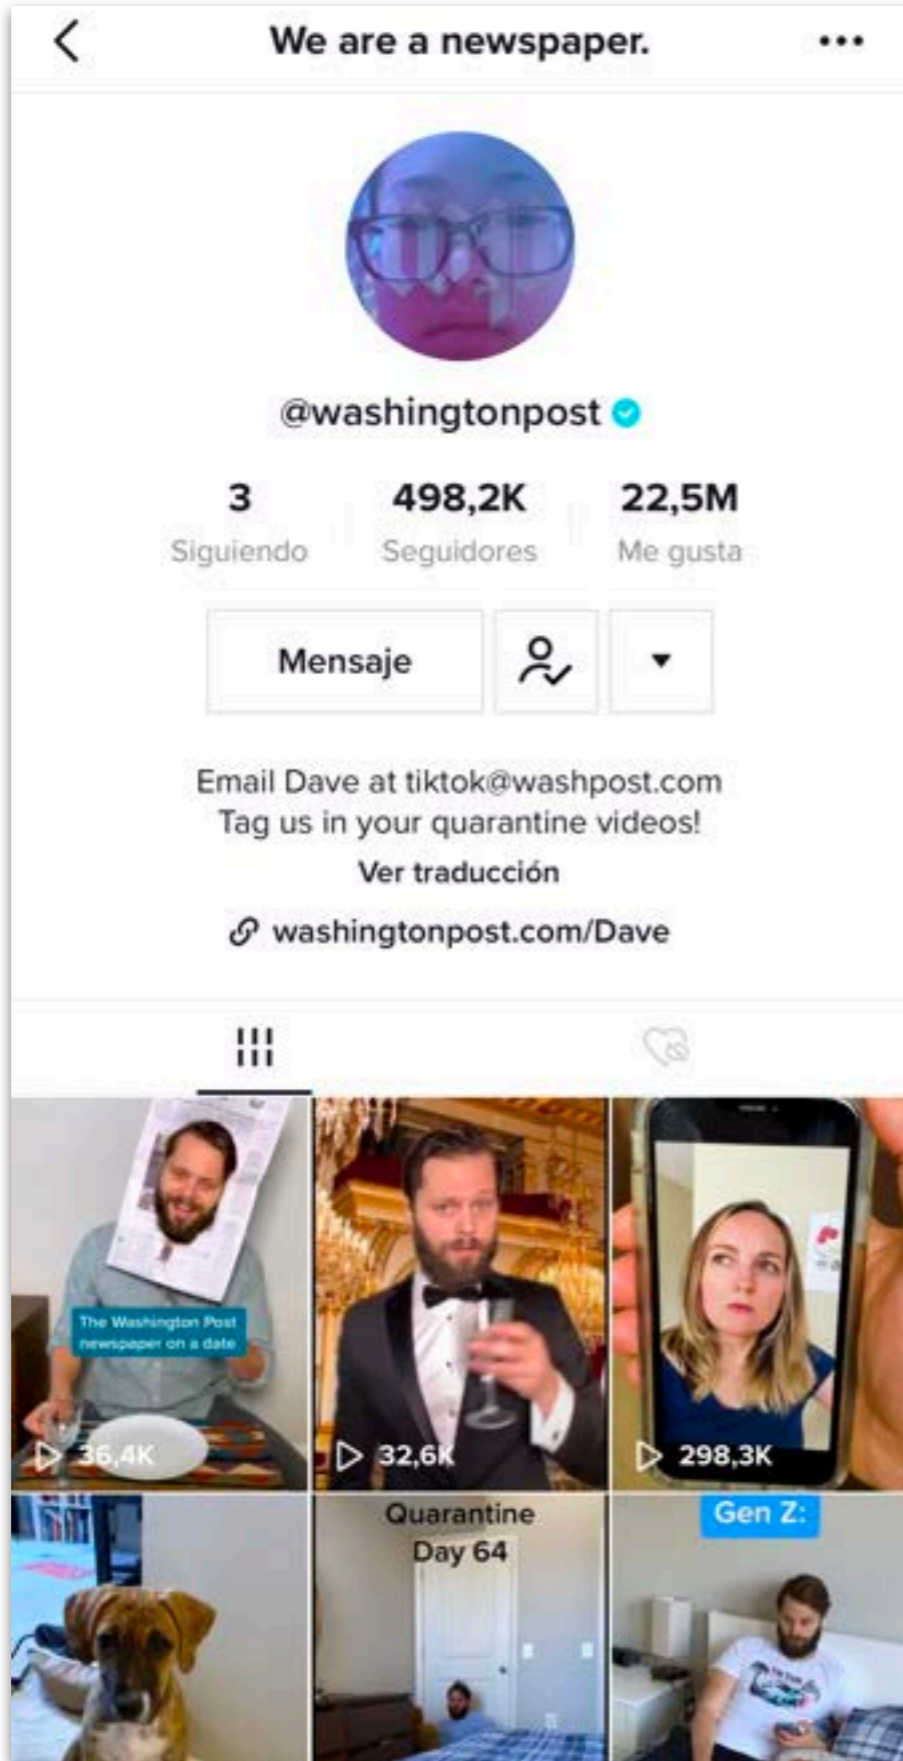 We are a newspaper.
@washingtonpost
3
498,2K
22,5M
Siguiendo
Seguidores
Me gusta
Mensaje
Email Dave at tiktok@washpost.com
Tag us in your quarantine videos!
Ver traducción
washingtonpost.com/Dave
The Washington Post
newspaper on a date
36,4K
32,6K
298,3K
Quarantine
Day 64
Gen Z: